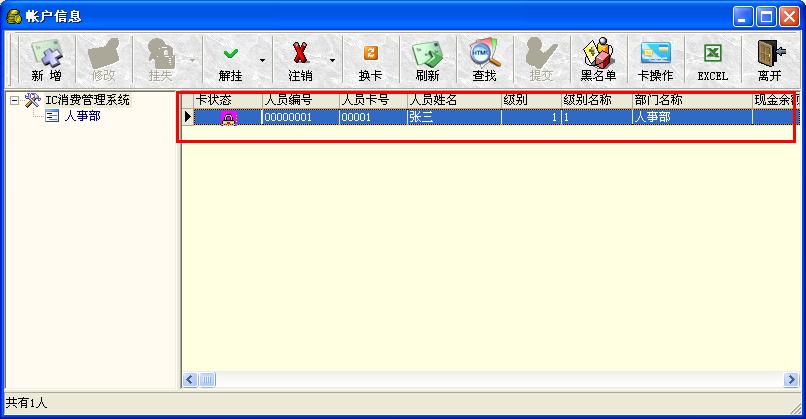 帐户信息
新 增 修改 挂失 解挂 注销 换卡 刷新 查找 提交 黑名单 卡操作 EXCEL 离开
IC消费管理系统
人事部
卡状态 人员编号 人员卡号 人员姓名 级别 级别名称 部门名称 现金余额
00000001 00001 张三 1 1 人事部
共有1人